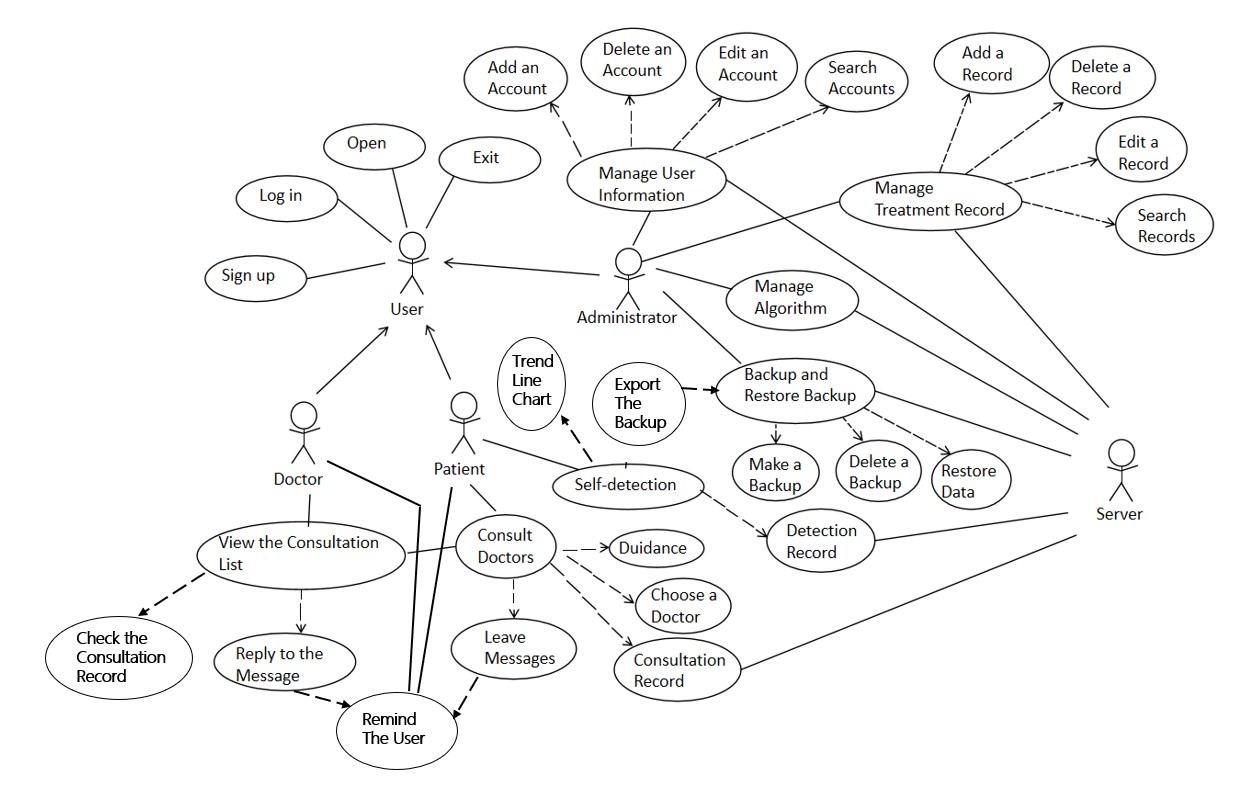 Add an
Account
Delete an
Account
Edit an
Account
Search
Accounts
Add a
Record
Delete a
Record
Edit a
Record
Search
Records
Open
Exit
Log in
Sign up
Manage User
Information
Manage
Treatment Record
User
Administrator
Manage
Algorithm
Trend
Line
Chart
Export
The
Backup
Backup and
Restore Backup
Make a
Backup
Delete a
Backup
Restore
Data
Doctor
Patient
Self-detection
Server
Detection
Record
View the Consultation
List
Consult
Doctors
Duidance
Choose a
Doctor
Consultation
Record
Check the
Consultation
Record
Reply to the
Message
Leave
Messages
Remind
The User